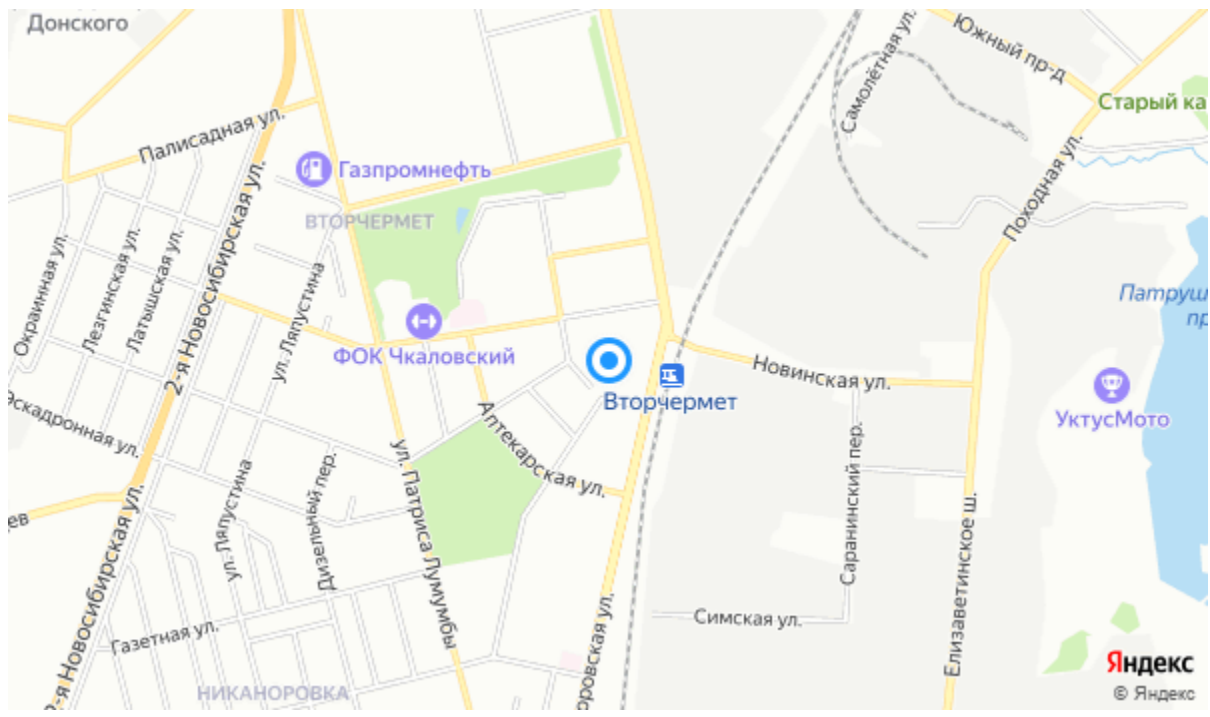 Донского
Южный пр-д
Самолётная ул.
Старый ка
Палисадная ул.
Газпромнефть
ВТОРЧЕРМЕТ
Походная ул.
2-я Новосибирская ул.
Окраинная ул.
Лезгинская ул.
Латышская ул.
ул. Ляпустина
Патруш
пр
ФОК Чкаловский
Новинская ул.
Вторчермет
УктусМото
Эскадронная ул.
Аптекарская ул.
ул. Патриса Лумумбы
Саранинский пер.
ев
2-я Новосибирская ул.
ул. Ляпустина
Дизельный пер.
Елизаветинское ш.
Газетная ул.
Симская ул.
оровская ул.
НИКАНОРОВКА
Яндекс
© Яндекс